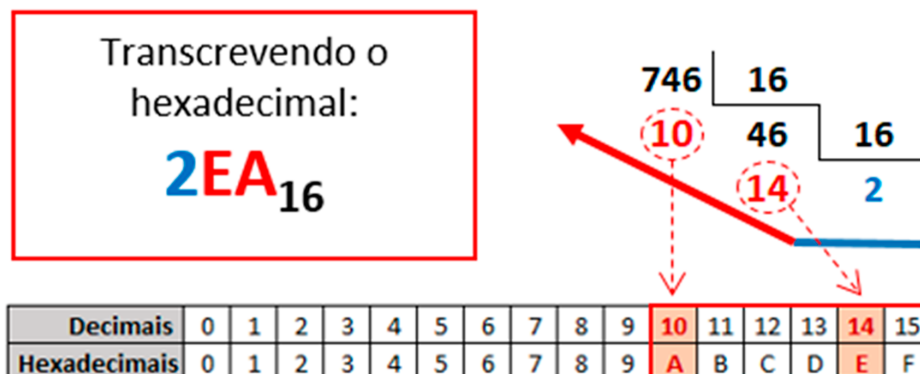 Transcrevendo o
hexadecimal:
2EA16
746 16
10 46 16
14 2
Decimais 0 1 2 3 4 5 6 7 8 9 10 11 12 13 14 15
Hexadecimais 0 1 2 3 4 5 6 7 8 9 A B C D E F